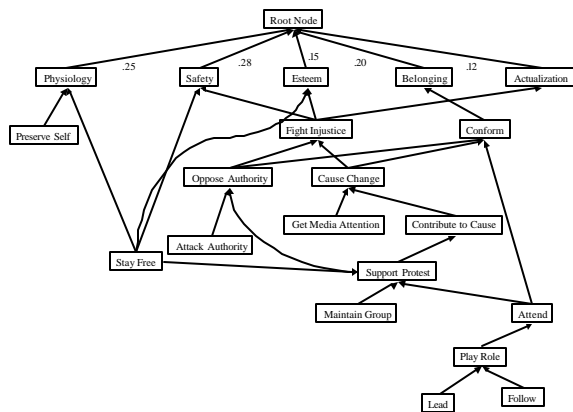 Root Node
.25
.28
.15
.20
.12
Physiology
Safety
Esteem
Belonging
Actualization
Preserve Self
Fight Injustice
Conform
Oppose Authority
Cause Change
Get Media Attention
Contribute to Cause
Attack Authority
Stay Free
Support Protest
Maintain Group
Attend
Play Role
Lead
Follow